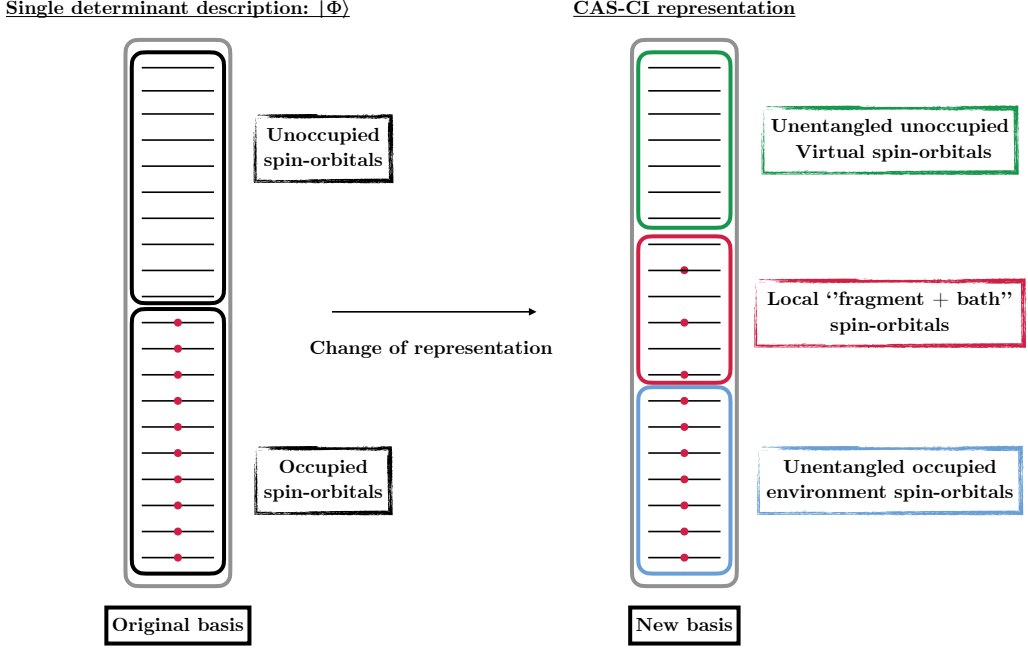 Single determinant description: |Φ⟩
CAS-CI representation
Unoccupied
spin-orbitals
Unentangled unoccupied
Virtual spin-orbitals
Local ‘’fragment + bath’’
spin-orbitals
Change of representation
Occupied
spin-orbitals
Unentangled occupied
environment spin-orbitals
Original basis
New basis